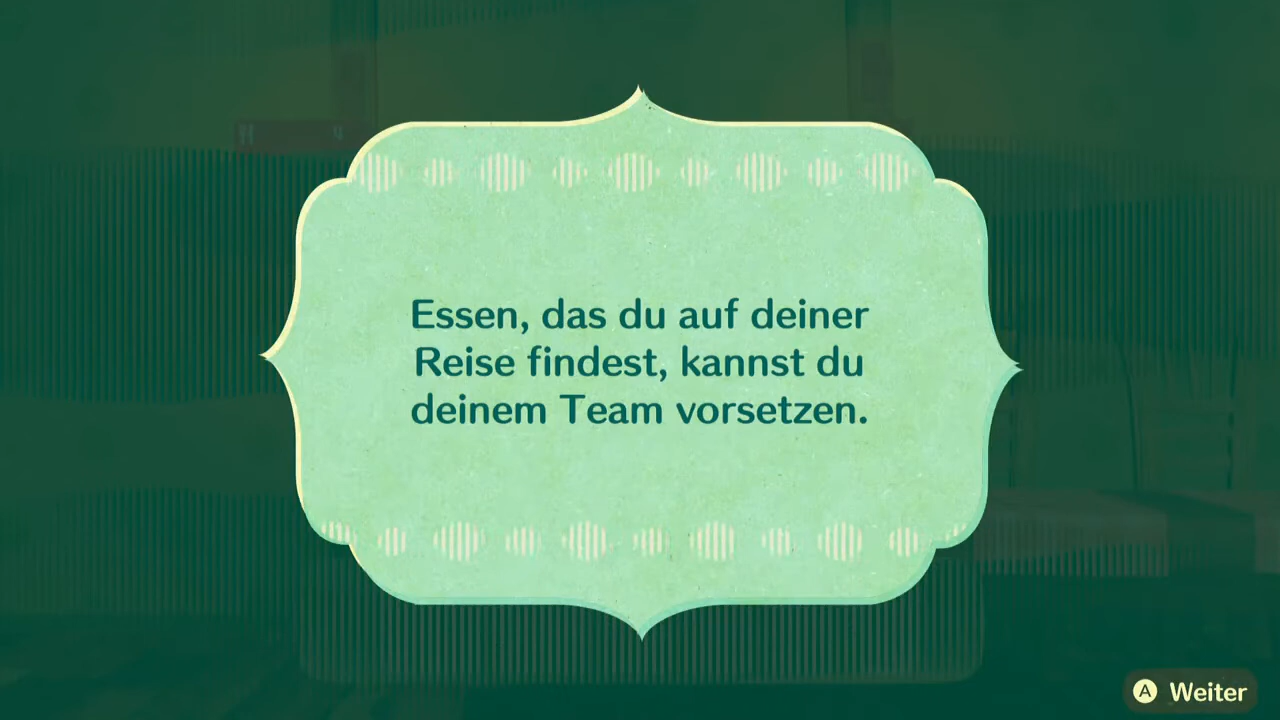 Essen, das du auf deiner
Reise findest, kannst du
deinem Team vorsetzen.
A Weiter